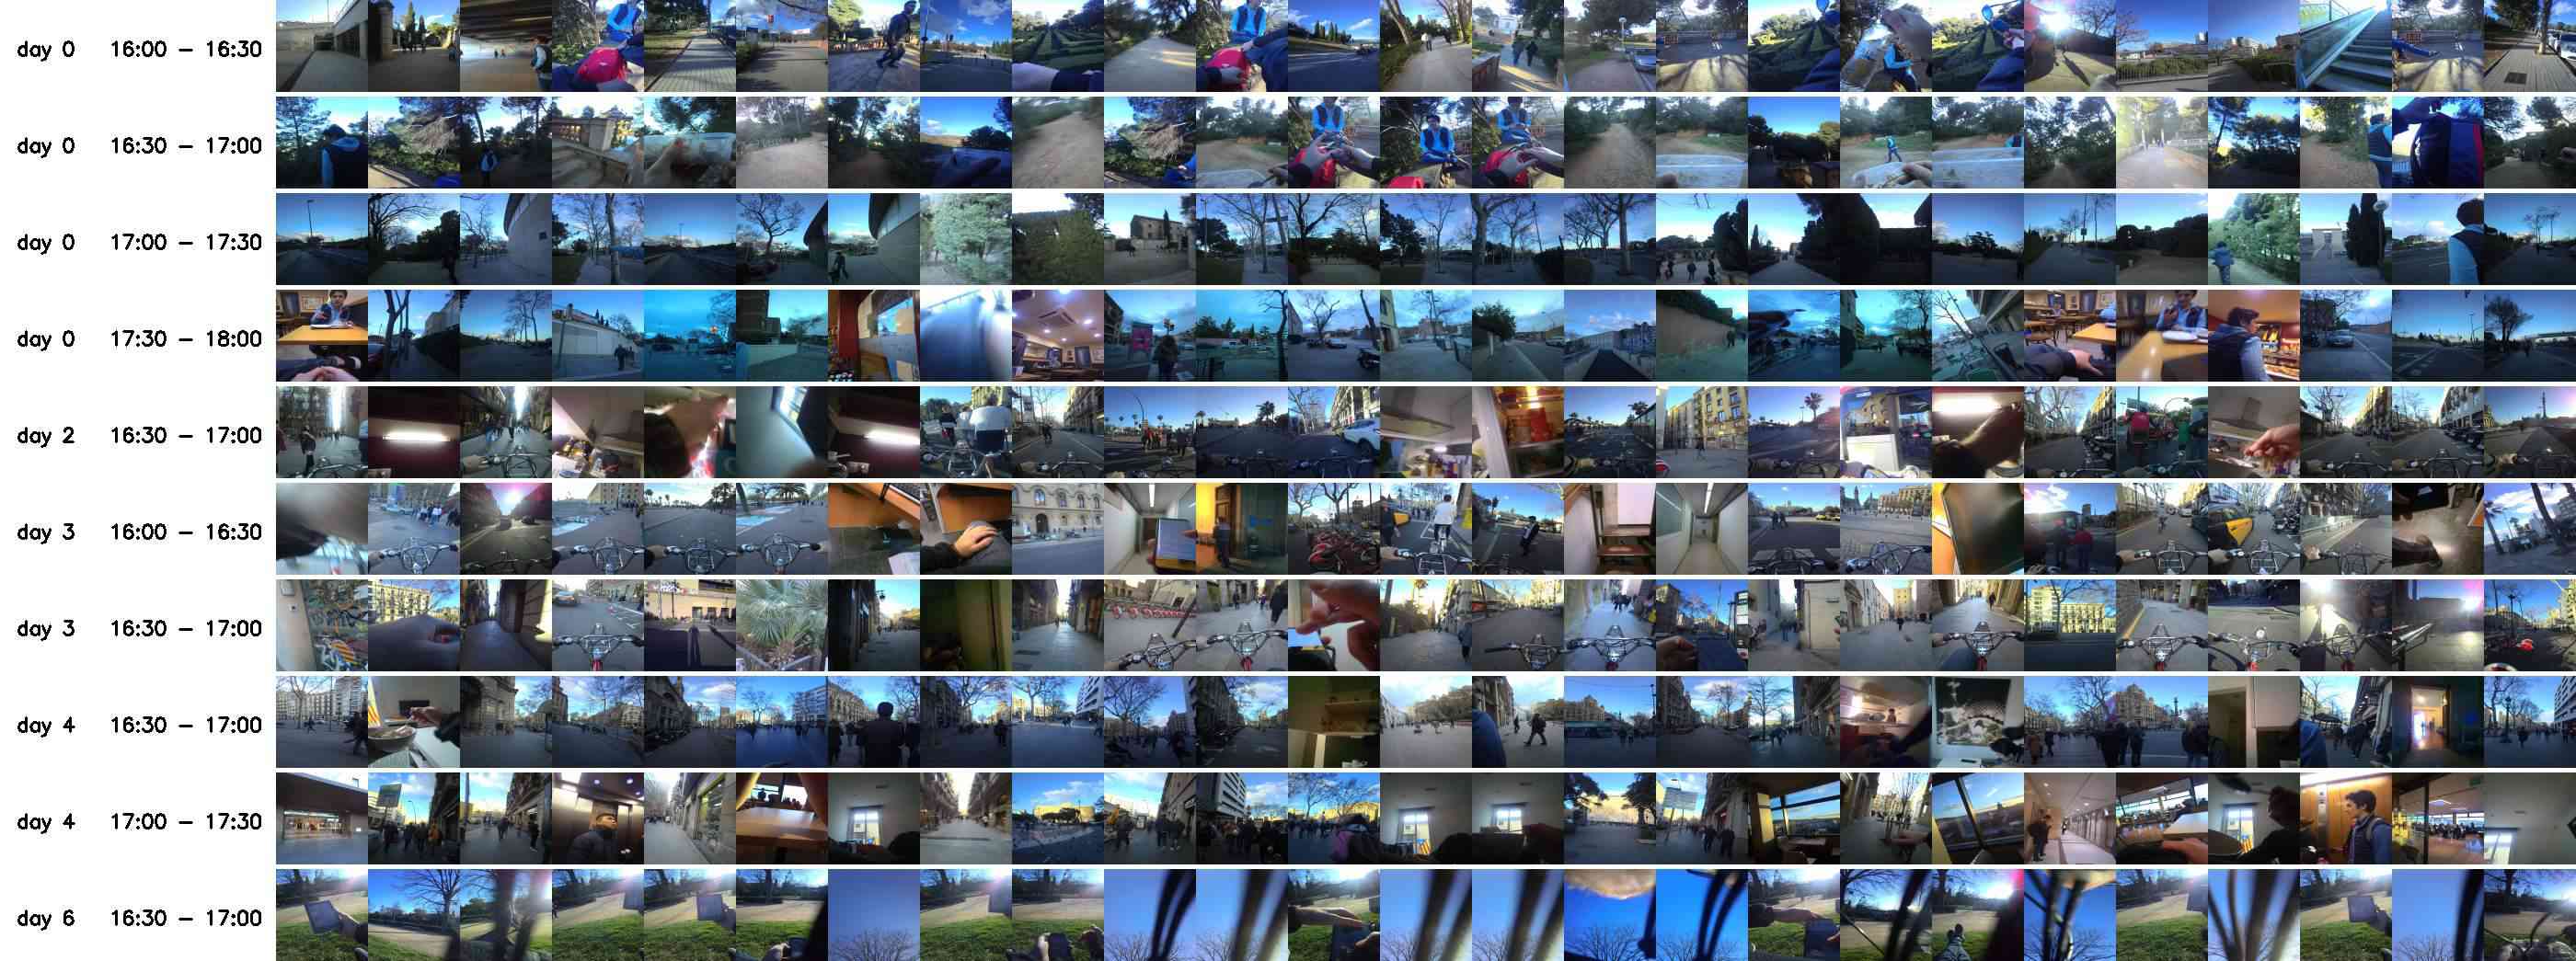 day 0 16:00 - 16:30
day 0 16:30 - 17:00
day 0 17:00 - 17:30
day 0 17:30 - 18:00
day 2 16:30 - 17:00
day 3 16:00 - 16:30
day 3 16:30 - 17:00
day 4 16:30 - 17:00
day 4 17:00 - 17:30
day 6 16:30 - 17:00